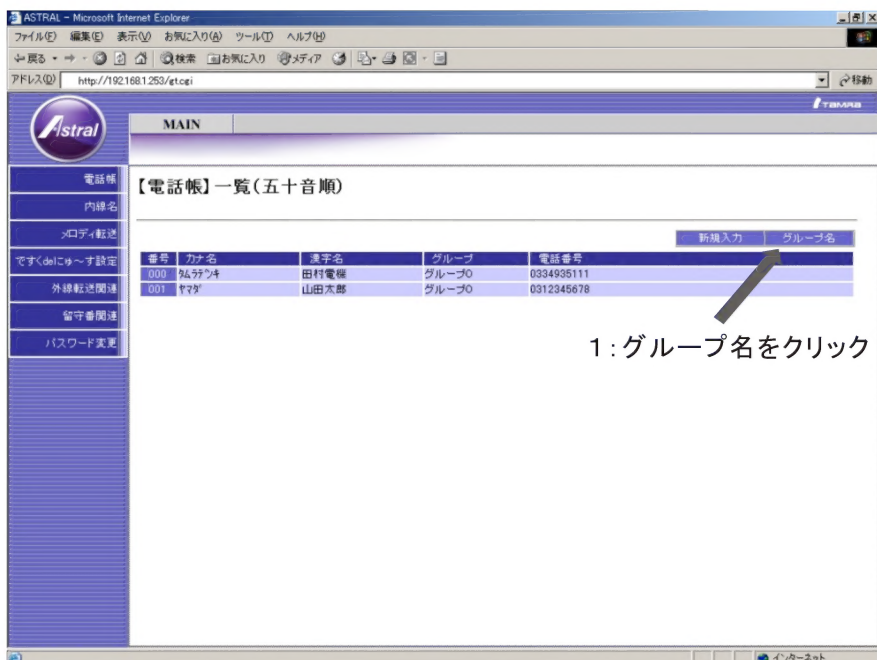 ASTRAL - Microsoft Internet Explorer
ファイル(F) 編集(E) 表示(V) お気に入り(A) ツール(T) ヘルプ(H)
戻る 検索 お気に入り メディア
アドレス(D) http://192.168.1.253/gt.cgi 移動
TAMRA
Astral MAIN
電話帳
内線名
メロディ転送
ですくdelにゅ～す設定
外線転送関連
留守番関連
パスワード変更
【電話帳】一覧(五十音順)
新規入力 グループ名
番号 カナ名 漢字名 グループ 電話番号
000 タムラデンキ 田村電機 グループ0 0334935111
001 ヤマダ 山田太郎 グループ0 0312345678
1:グループ名をクリック
インターネット